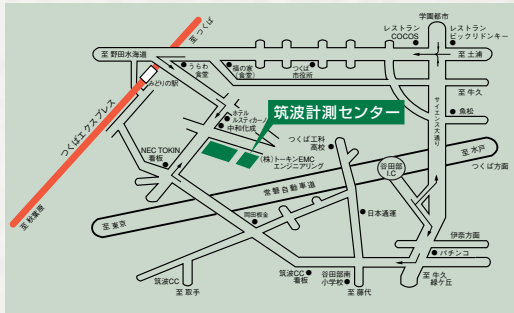 学園都市
レストラン
COCOS
レストラン
ビックリドンキー
至つくば
至野田水海道
うらわ
食堂
福の家
(食堂)
つくば
市役所
至土浦
みどりの駅
至牛久
ホテル
ルスティカーノ
中和化成
筑波計測センター
サイエンス大通り
魚松
つくばエクスプレス
NEC TOKIN
看板
(株)トーキンEMC
エンジニアリング
つくば工科
高校
至水戸
つくば方面
谷田部
I.C
常磐自動車道
至秋葉原
至東京
岡田板金
日本通運
伊奈方面
パチンコ
筑波CC
至取手
筑波CC
看板
谷田部南
小学校
至藤代
至牛久
緑ケ丘